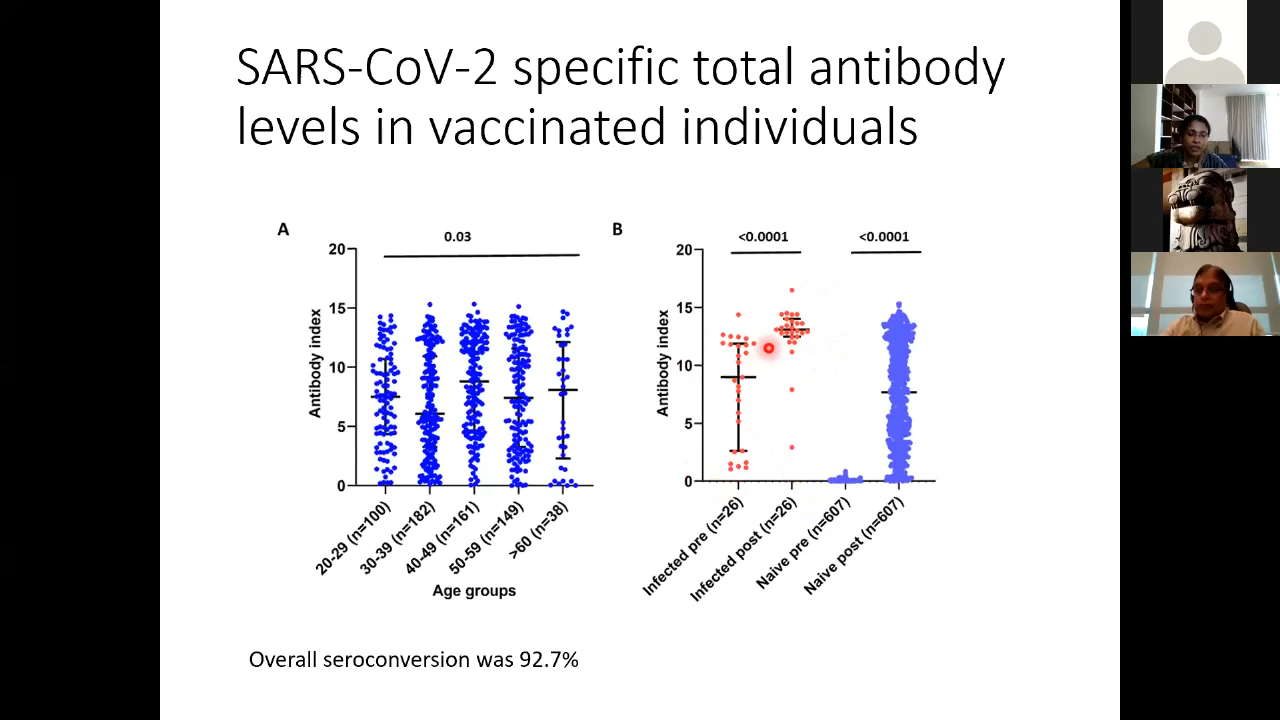 SARS-CoV-2 specific total antibody
levels in vaccinated individuals
A
0.03
20
15
10
5
0
Antibody index
20-29 (n=100)
30-39 (n=182)
40-49 (n=161)
50-59 (n=149)
>60 (n=38)
Age groups
B
<0.0001
<0.0001
20
15
10
5
0
Antibody index
Infected pre (n=26)
Infected post (n=26)
Naive pre (n=607)
Naive post (n=607)
Overall seroconversion was 92.7%